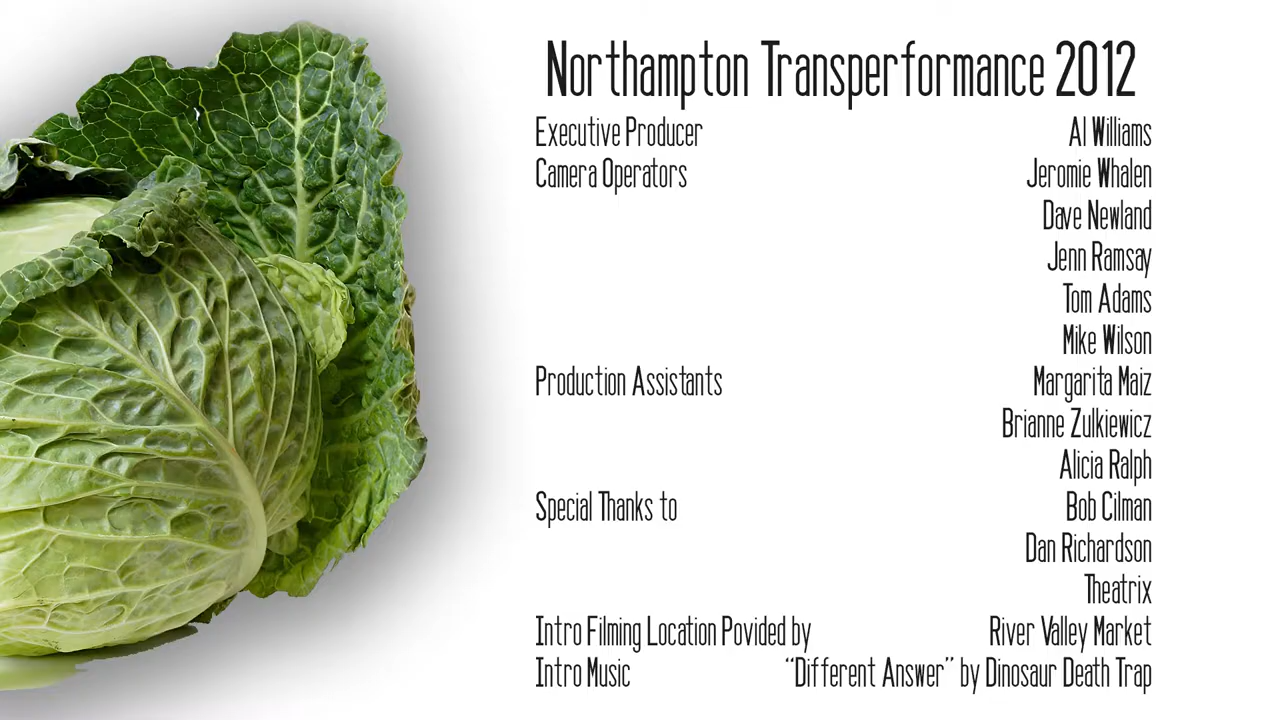 Northampton Transperformance 2012
Executive Producer Al Williams
Camera Operators Jeromie Whalen
Dave Newland
Jenn Ramsay
Tom Adams
Mike Wilson
Production Assistants Margarita Maiz
Brianne Zulkiewicz
Alicia Ralph
Special Thanks to Bob Cilman
Dan Richardson
Theatrix
Intro Filming Location Povided by River Valley Market
Intro Music “Different Answer” by Dinosaur Death Trap